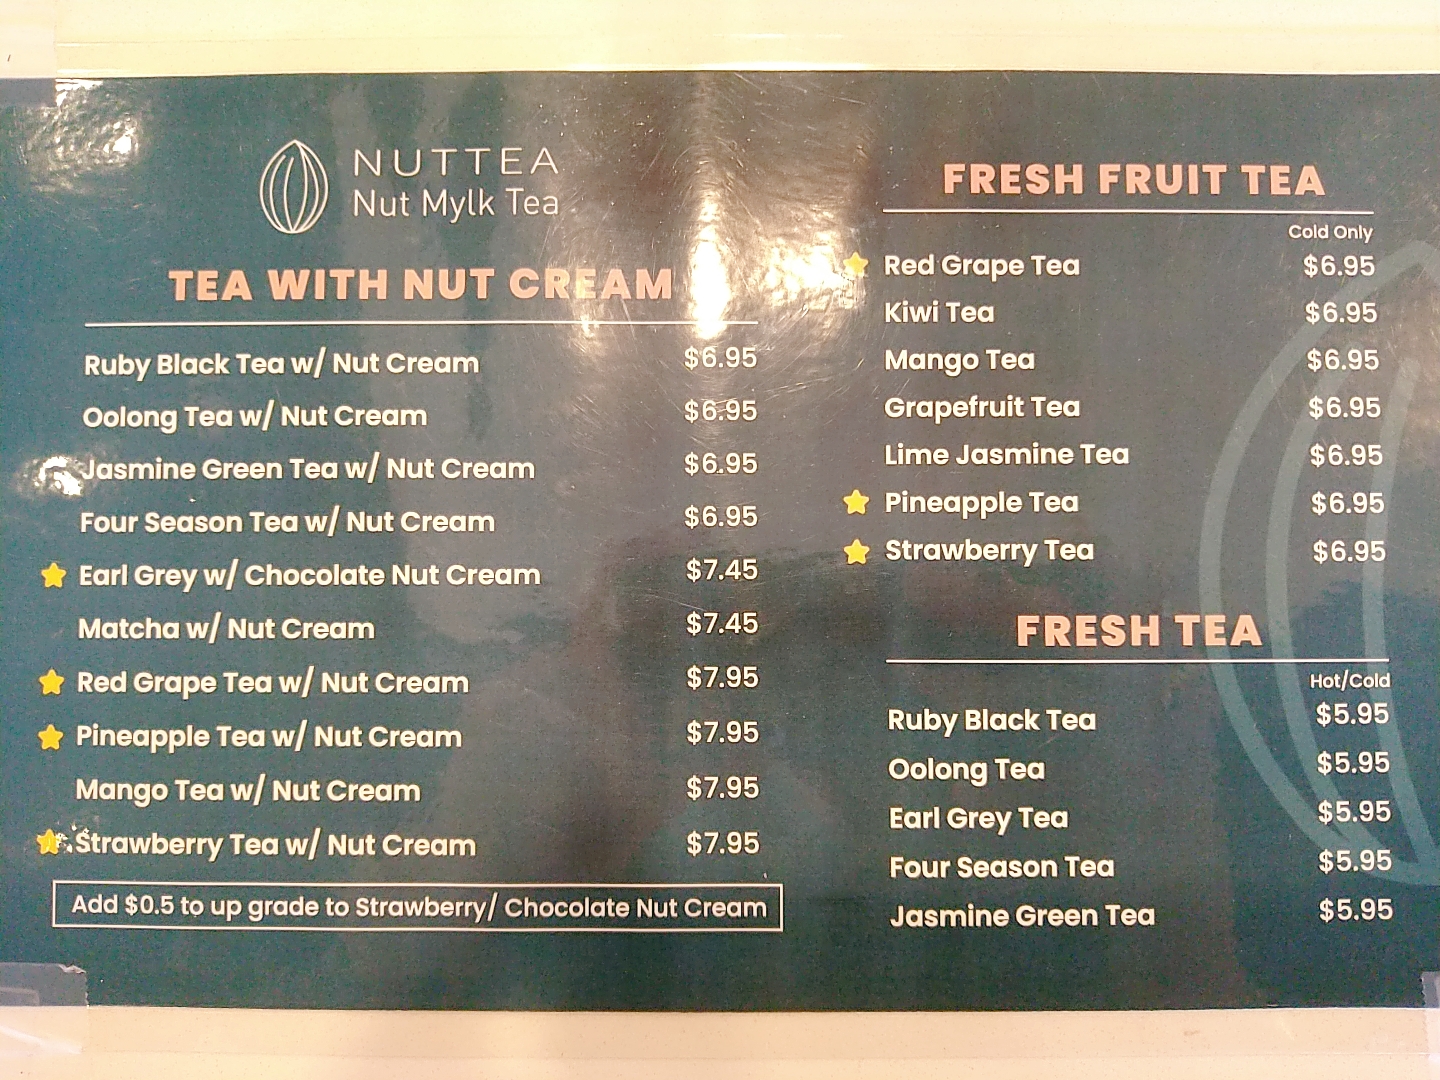 NUTTEA
Nut Mylk Tea
TEA WITH NUT CREAM
Ruby Black Tea w/ Nut Cream $6.95
Oolong Tea w/ Nut Cream $6.95
Jasmine Green Tea w/ Nut Cream $6.95
Four Season Tea w/ Nut Cream $6.95
Earl Grey w/ Chocolate Nut Cream $7.45
Matcha w/ Nut Cream $7.45
Red Grape Tea w/ Nut Cream $7.95
Pineapple Tea w/ Nut Cream $7.95
Mango Tea w/ Nut Cream $7.95
Strawberry Tea w/ Nut Cream $7.95
Add $0.5 to up grade to Strawberry/ Chocolate Nut Cream
FRESH FRUIT TEA
Cold Only
Red Grape Tea $6.95
Kiwi Tea $6.95
Mango Tea $6.95
Grapefruit Tea $6.95
Lime Jasmine Tea $6.95
Pineapple Tea $6.95
Strawberry Tea $6.95
FRESH TEA
Hot/Cold
Ruby Black Tea $5.95
Oolong Tea $5.95
Earl Grey Tea $5.95
Four Season Tea $5.95
Jasmine Green Tea $5.95